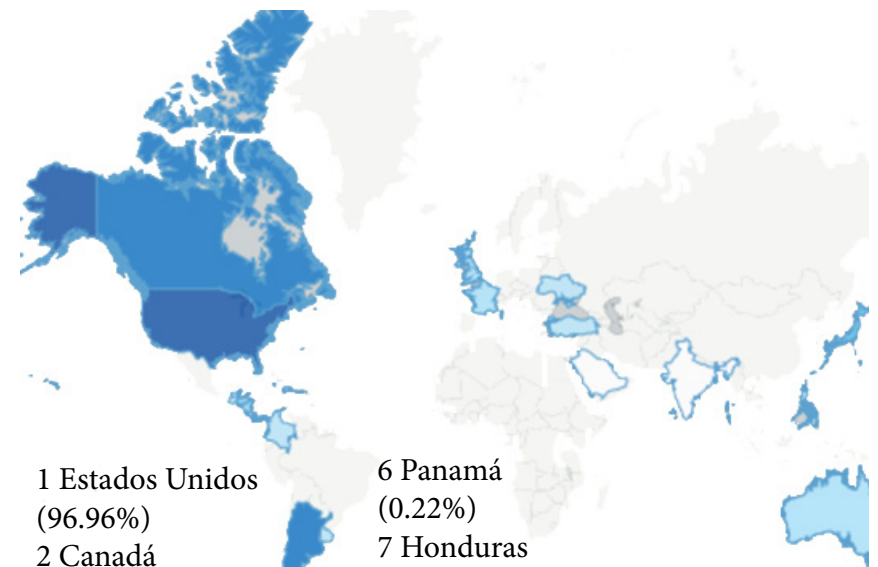 1 Estados Unidos
(96.96%)
2 Canadá
6 Panamá
(0.22%)
7 Honduras